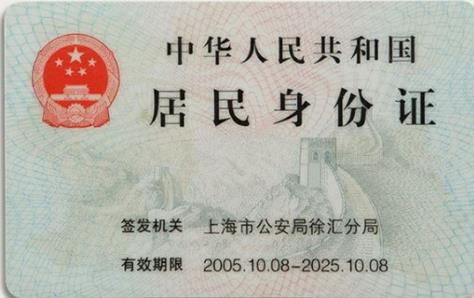 中华人民共和国
居民身份证
签发机关 上海市公安局徐汇分局
有效期限 2005.10.08-2025.10.08